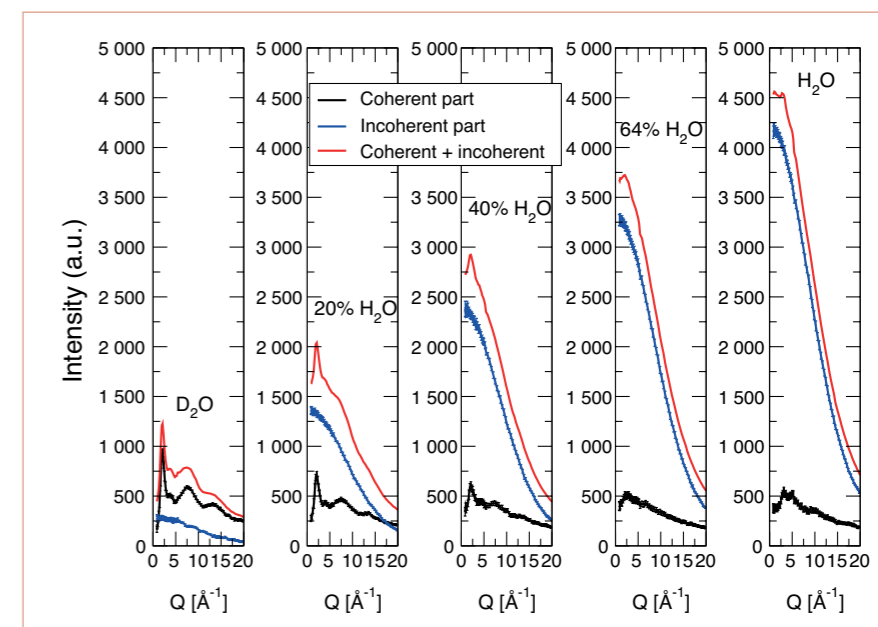 5 000 5 000 5 000 5 000 5 000
4 500 4 500 4 500 4 500 4 500
4 000 4 000 4 000 4 000 4 000
3 500 3 500 3 500 3 500 3 500
3 000 3 000 3 000 3 000 3 000
2 500 2 500 2 500 2 500 2 500
2 000 2 000 2 000 2 000 2 000
1 500 1 500 1 500 1 500 1 500
1 000 1 000 1 000 1 000 1 000
500 500 500 500 500
0 0 0 0 0
Intensity (a.u.)
Coherent part
Incoherent part
Coherent + incoherent
D₂O
20% H₂O
40% H₂O
64% H₂O
H₂O
0 5 10 15 20 0 5 10 15 20 0 5 10 15 20 0 5 10 15 20 0 5 10 15 20
Q [Å⁻¹] Q [Å⁻¹] Q [Å⁻¹] Q [Å⁻¹] Q [Å⁻¹]